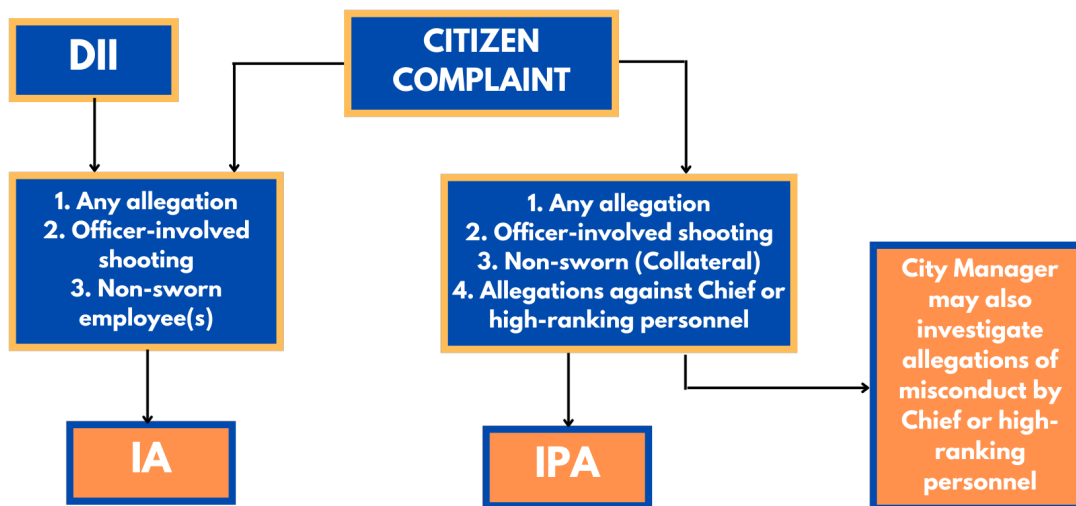 DII
CITIZEN
COMPLAINT
1. Any allegation
2. Officer-involved
shooting
3. Non-sworn
employee(s)
1. Any allegation
2. Officer-involved shooting
3. Non-sworn (Collateral)
4. Allegations against Chief or
high-ranking personnel
City Manager
may also
investigate
allegations of
misconduct by
Chief or high-
ranking
personnel
IA
IPA